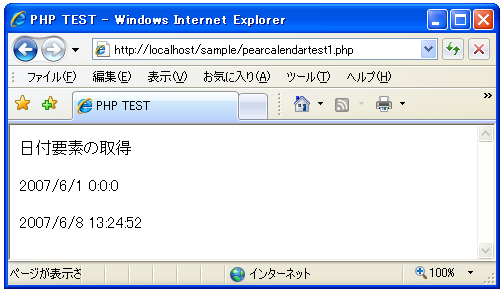 PHP TEST - Windows Internet Explorer
http://localhost/sample/pearcalendartest1.php
ファイル(F) 編集(E) 表示(V) お気に入り(A) ツール(T) ヘルプ(H)
PHP TEST
日付要素の取得
2007/6/1 0:0:0
2007/6/8 13:24:52
ページが表示さ インターネット 100%